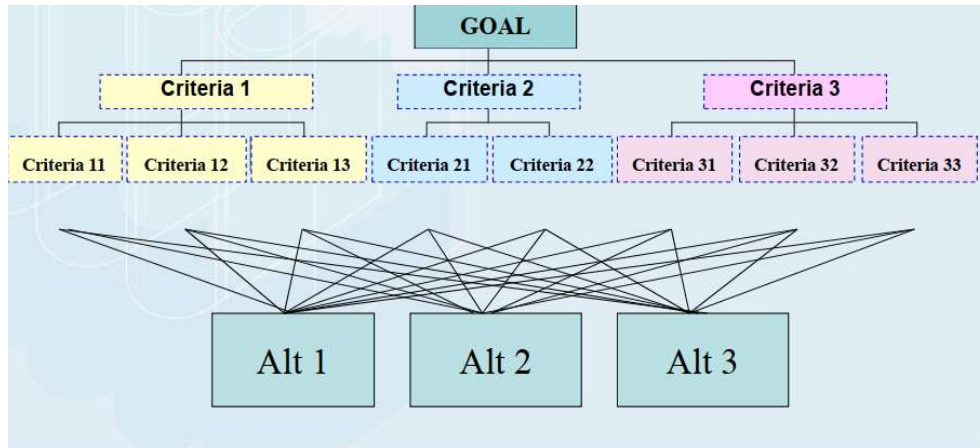 GOAL
Criteria 1
Criteria 2
Criteria 3
Criteria 11
Criteria 12
Criteria 13
Criteria 21
Criteria 22
Criteria 31
Criteria 32
Criteria 33
Alt 1
Alt 2
Alt 3